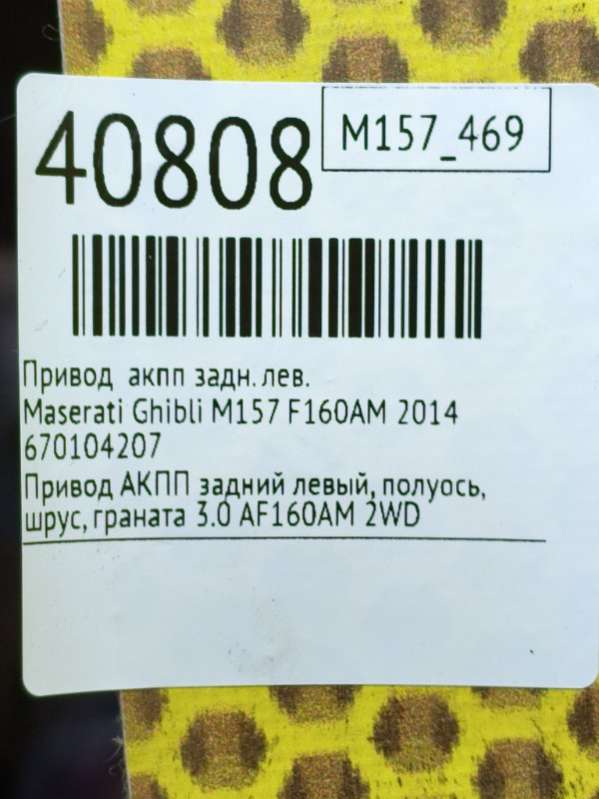 40808
M157_469
Привод акпп задн. лев.
Maserati Ghibli M157 F160AM 2014
670104207
Привод АКПП задний левый, полуось,
шрус, граната 3.0 AF160AM 2WD